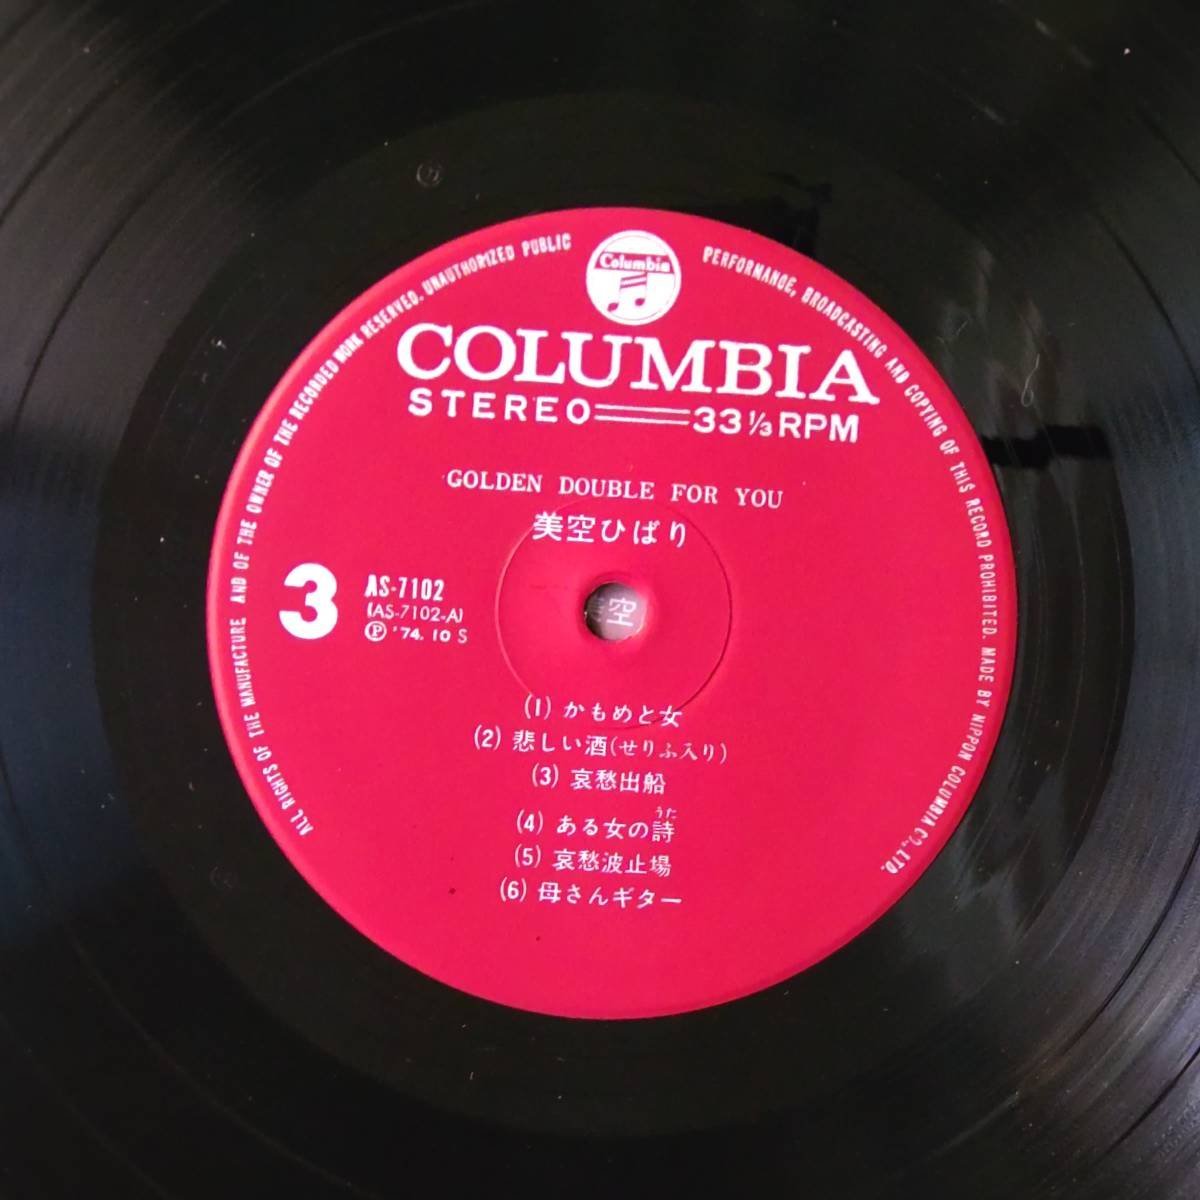 Columbia
COLUMBIA
STEREO 33 1/3 RPM
GOLDEN DOUBLE FOR YOU
美空ひばり
3
AS-7102
(AS-7102-A)
Ⓟ '74. 10 S
空
(1) かもめと女
(2) 悲しい酒(せりふ入り)
(3) 哀愁出船
うた
(4) ある女の詩
(5) 哀愁波止場
(6) 母さんギター
ALL RIGHTS OF THE MANUFACTURE AND OF THE OWNER OF THE RECORDED WORK RESERVED. UNAUTHORIZED PUBLIC PERFORMANCE, BROADCASTING AND COPYING OF THIS RECORD PROHIBITED. MADE BY NIPPON COLUMBIA CO., LTD.